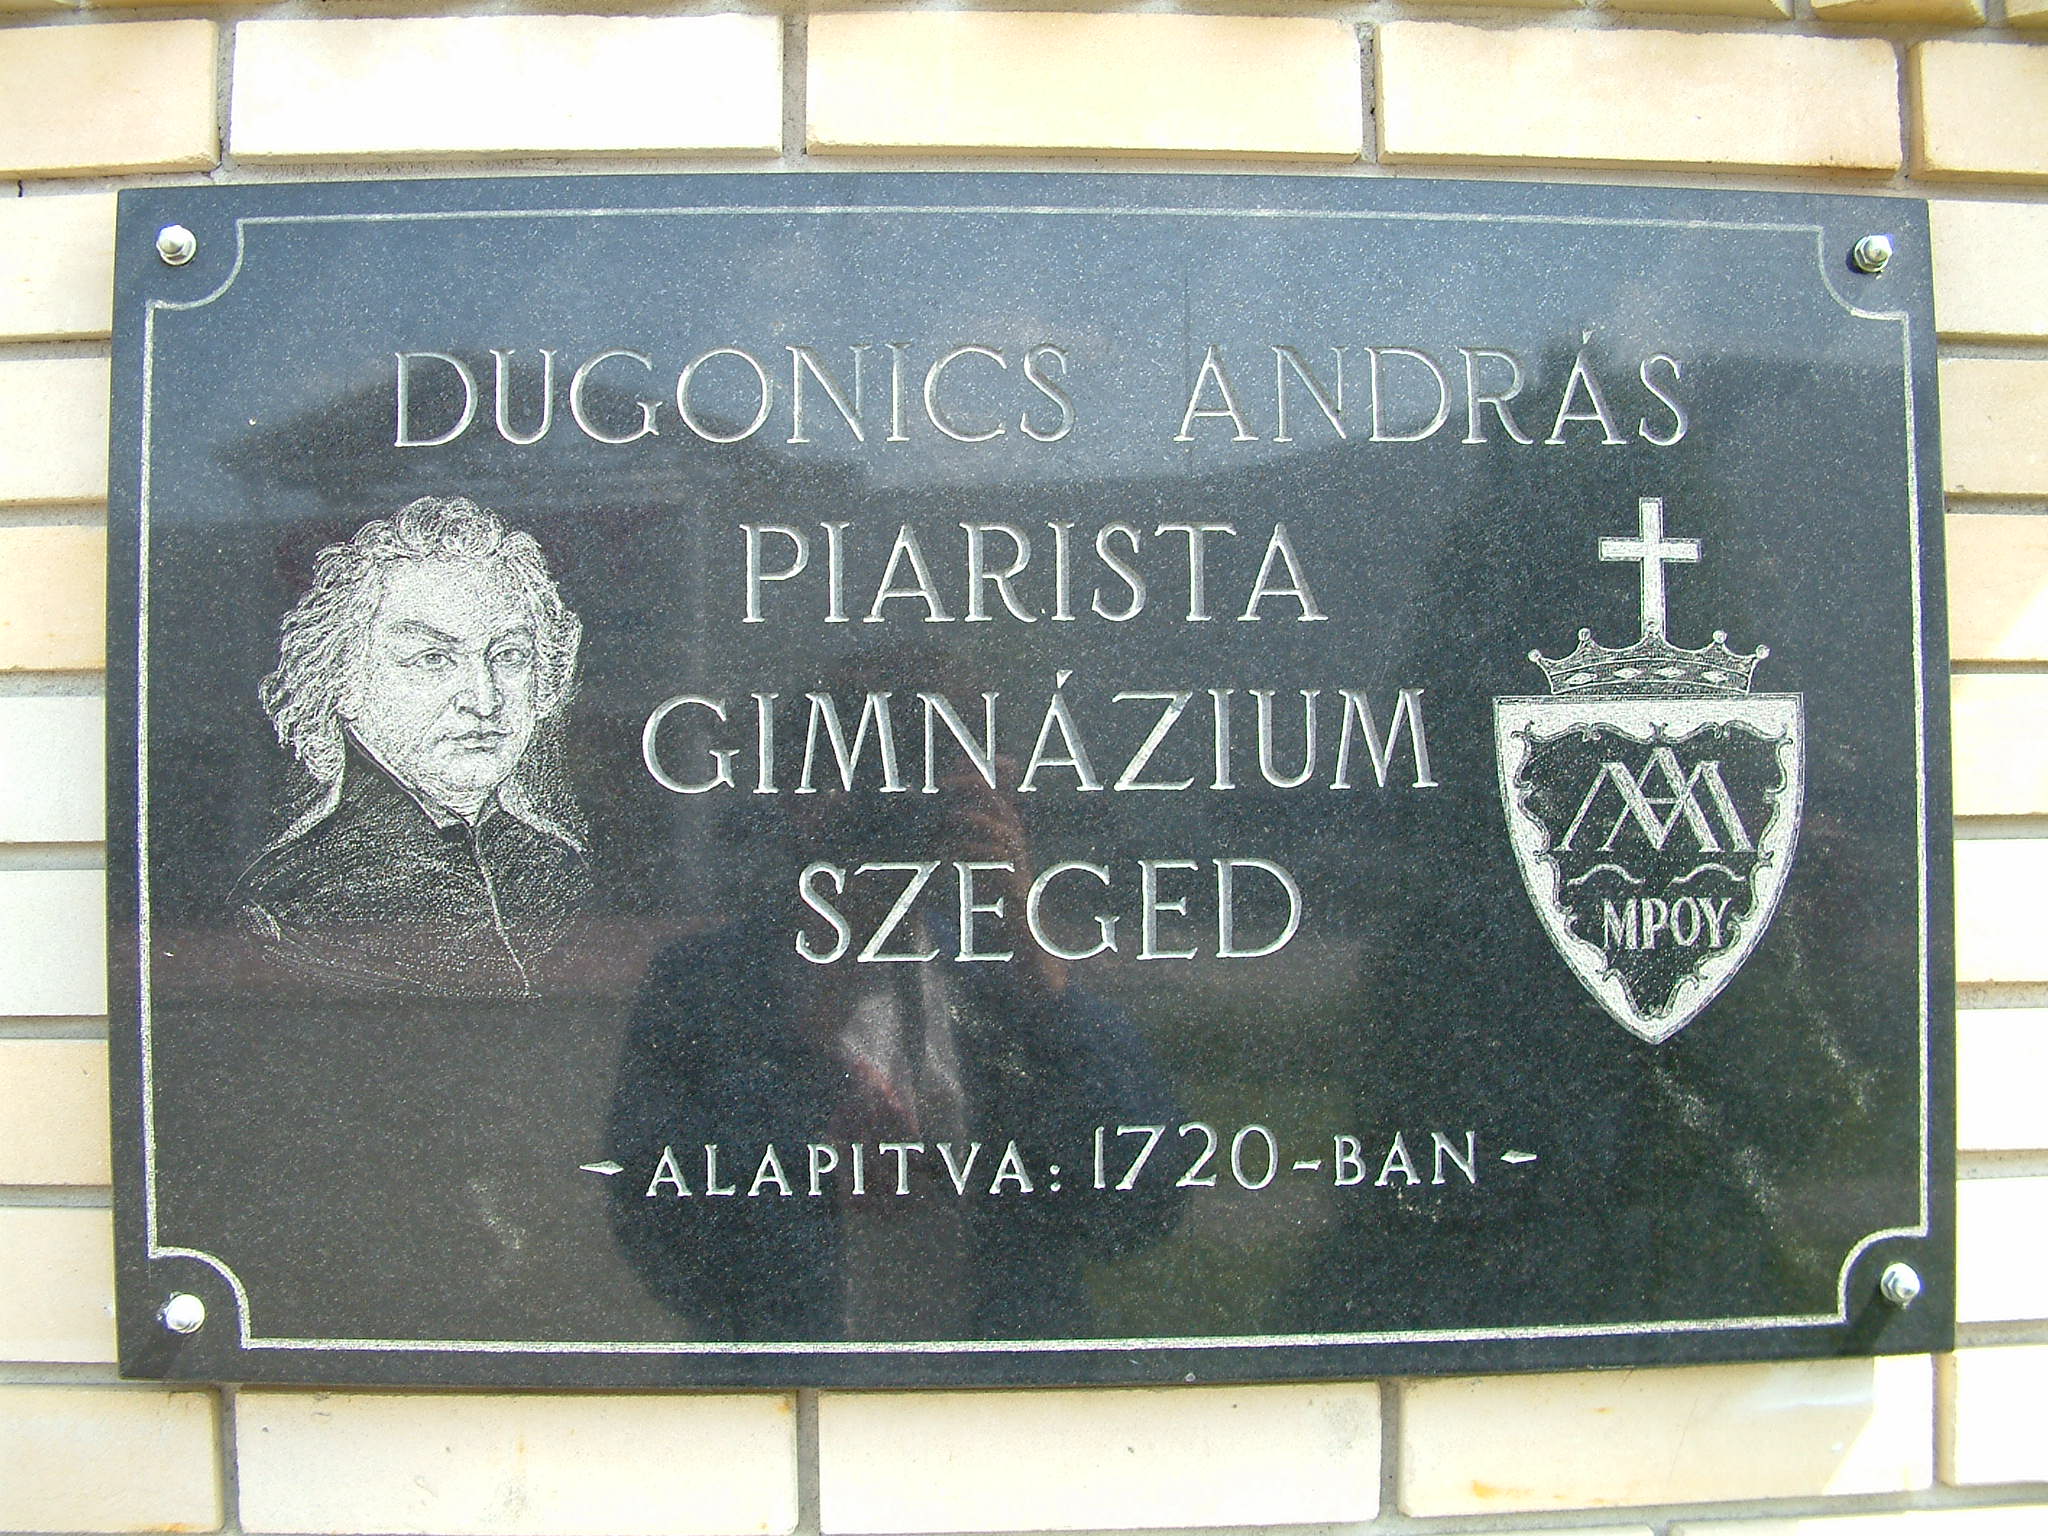 DUGONICS ANDRÁS
PIARISTA
GIMNÁZIUM
SZEGED
MPOY
- ALAPITVA: 1720-BAN -